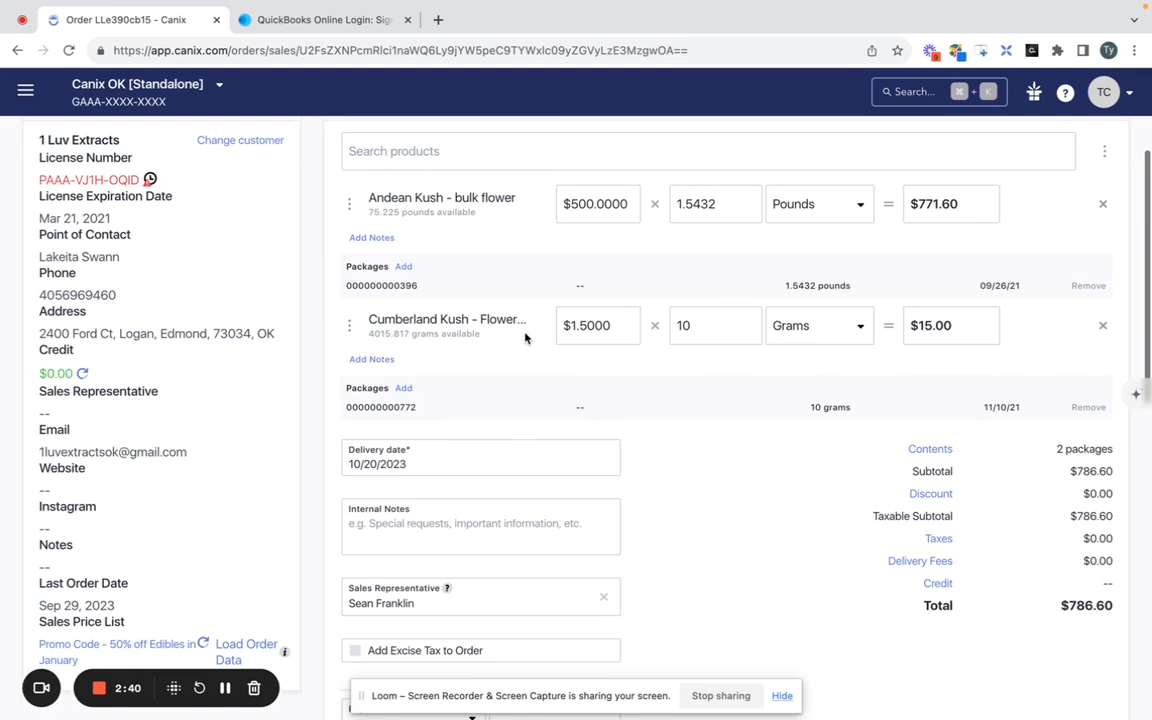 Order LLe390cb15 - Canix
QuickBooks Online Login: Sig
https://app.canix.com/orders/sales/U2FsZXNPcmRlci1naWQ6Ly9jYW5peC9TYWxlc09yZGVyLzE3MzgwOA==
Ty
Canix OK [Standalone]
GAAA-XXXX-XXXX
Search...
⌘ + K
?
TC
1 Luv Extracts
Change customer
License Number
PAAA-VJ1H-OQID
License Expiration Date
Mar 21, 2021
Point of Contact
Lakeita Swann
Phone
4056969460
Address
2400 Ford Ct, Logan, Edmond, 73034, OK
Credit
$0.00
Sales Representative
--
Email
1luvextractsok@gmail.com
Website
--
Instagram
--
Notes
--
Last Order Date
Sep 29, 2023
Sales Price List
Promo Code - 50% off Edibles in January
Load Order Data
Search products
Andean Kush - bulk flower
75.225 pounds available
$500.0000 × 1.5432 Pounds = $771.60 ×
Add Notes
Packages Add
000000000396 -- 1.5432 pounds 09/26/21 Remove
Cumberland Kush - Flower...
4015.817 grams available
$1.5000 × 10 Grams = $15.00 ×
Add Notes
Packages Add
000000000772 -- 10 grams 11/10/21 Remove
Delivery date*
10/20/2023
Internal Notes
e.g. Special requests, important information, etc.
Sales Representative ?
Sean Franklin
Add Excise Tax to Order
Contents 2 packages
Subtotal $786.60
Discount $0.00
Taxable Subtotal $786.60
Taxes $0.00
Delivery Fees $0.00
Credit --
Total $786.60
2:40
Loom – Screen Recorder & Screen Capture is sharing your screen.
Stop sharing
Hide